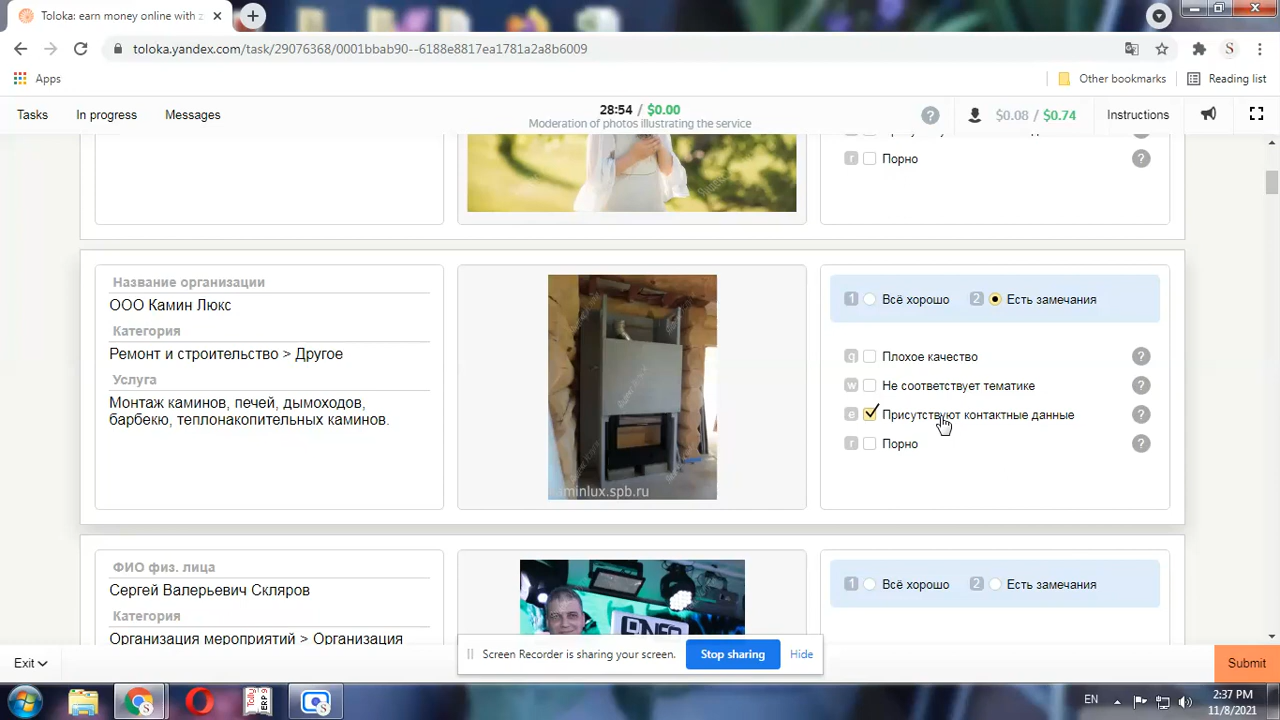 Toloka: earn money online with z
toloka.yandex.com/task/29076368/0001bbab90--6188e8817ea1781a2a8b6009
S
Apps
Other bookmarks
Reading list
Tasks
In progress
Messages
28:54 / $0.00
Moderation of photos illustrating the service
?
$0.08 / $0.74
Instructions
r Порно ?
Название организации
ООО Камин Люкс
Категория
Ремонт и строительство > Другое
Услуга
Монтаж каминов, печей, дымоходов,
барбекю, теплонакопительных каминов.
aminlux.spb.ru
1 Всё хорошо 2 Есть замечания
q Плохое качество ?
w Не соответствует тематике ?
e Присутствуют контактные данные ?
r Порно ?
ФИО физ. лица
Сергей Валерьевич Скляров
Категория
Организация мероприятий > Организация
1 Всё хорошо 2 Есть замечания
Screen Recorder is sharing your screen.
Stop sharing
Hide
Exit
Submit
EN
2:37 PM
11/8/2021